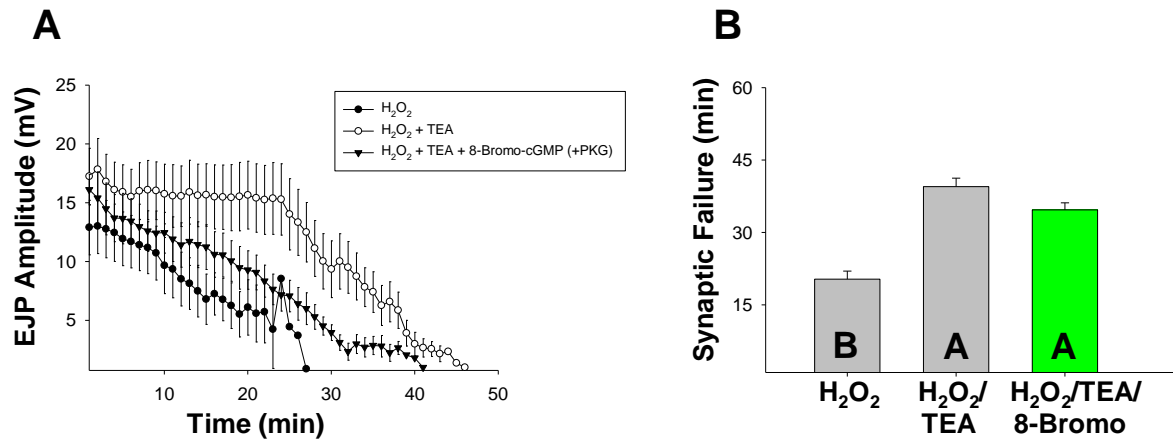 A
EJP Amplitude (mV)
25
20
15
10
5
10
20
30
40
50
Time (min)
H₂O₂
H₂O₂ + TEA
H₂O₂ + TEA + 8-Bromo-cGMP (+PKG)
B
Synaptic Failure (min)
60
45
30
15
B
A
A
H₂O₂
H₂O₂/
TEA
H₂O₂/TEA/
8-Bromo